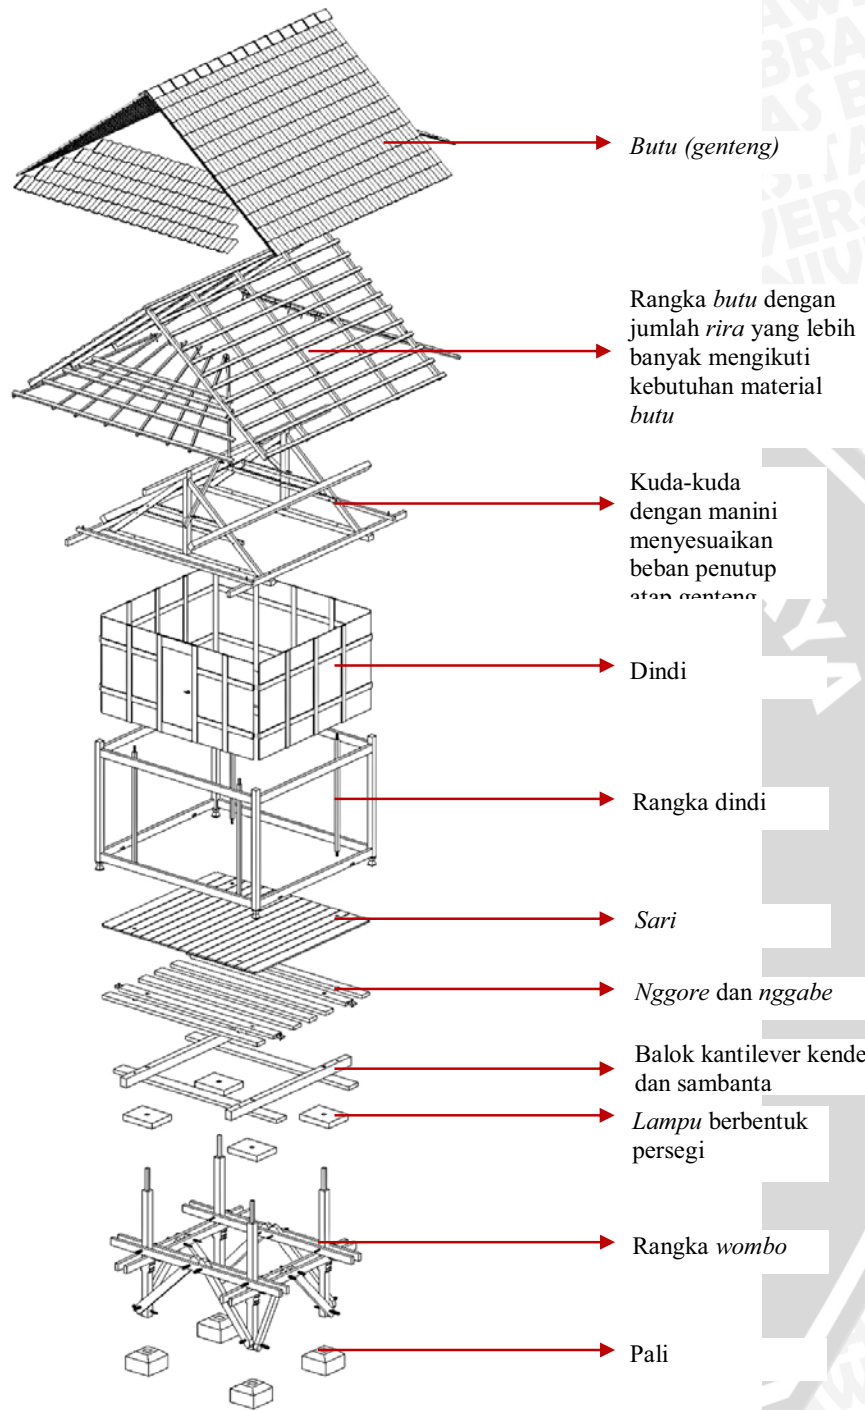 Butu (genteng)
Rangka butu dengan
jumlah rira yang lebih
banyak mengikuti
kebutuhan material
butu
Kuda-kuda
dengan manini
menyesuaikan
beban penutup
atap genteng
Dindi
Rangka dindi
Sari
Nggore dan nggabe
Balok kantilever kende
dan sambanta
Lampu berbentuk
persegi
Rangka wombo
Pali